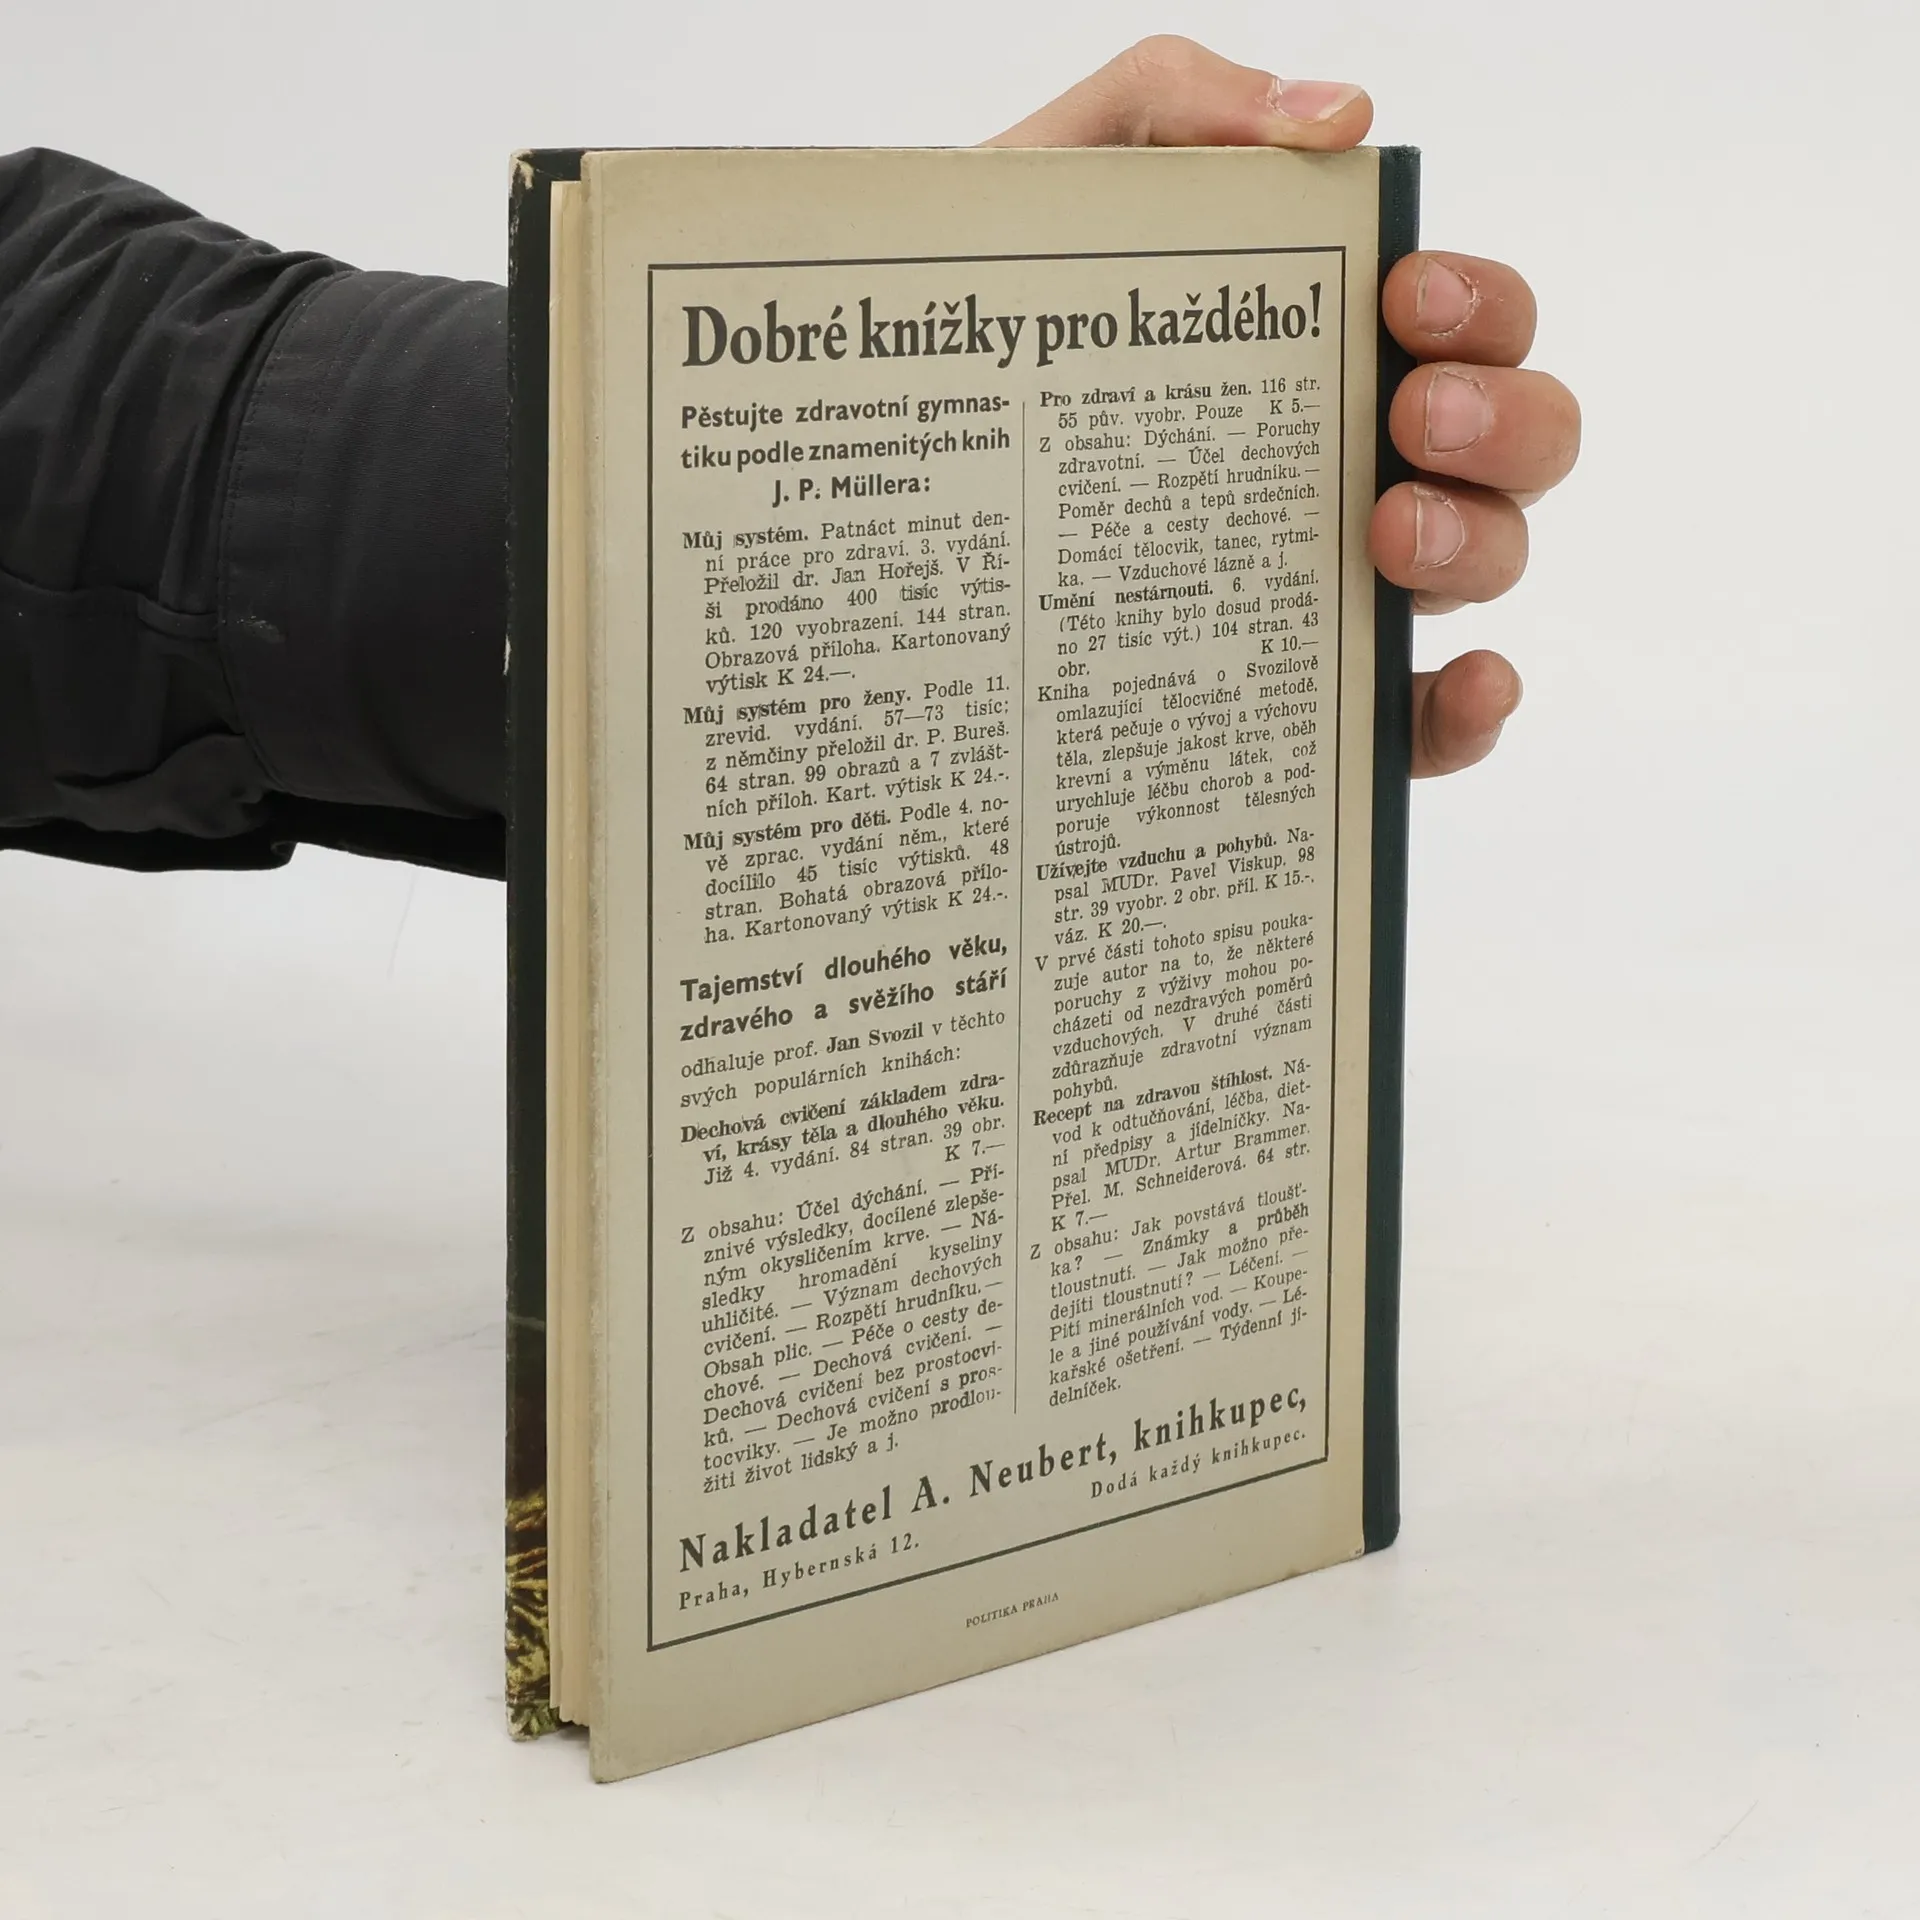 Dobré knížky pro každého!
Pěstujte zdravotní gymnas-
tiku podle znamenitých knih
J. P. Müllera:
Můj systém. Patnáct minut den-
ní práce pro zdraví. 3. vydání.
Přeložil dr. Jan Hořejš. V Ří-
ši prodáno 400 tisíc výtis-
ků. 120 vyobrazení. 144 stran.
Obrazová příloha. Kartonovaný
výtisk K 24.—.
Můj systém pro ženy. Podle 11.
zrevid. vydání. 57—73 tisíc;
z němčiny přeložil dr. P. Bureš.
64 stran. 99 obrazů a 7 zvlášt-
ních příloh. Kart. výtisk K 24.-.
Můj systém pro děti. Podle 4. no-
vě zprac. vydání něm., které
docílilo 45 tisíc výtisků. 48
stran. Bohatá obrazová přílo-
ha. Kartonovaný výtisk K 24.-.
Tajemství dlouhého věku,
zdravého a svěžího stáří
odhaluje prof. Jan Svozil v těchto
svých populárních knihách:
Dechová cvičení základem zdra-
ví, krásy těla a dlouhého věku.
Již 4. vydání. 84 stran. 39 obr.
K 7.—
Z obsahu: Účel dýchání. — Pří-
znivé výsledky, docílené zlepše-
ným okysličením krve. — Ná-
sledky hromadění kyseliny
uhličité. — Význam dechových
cvičení. — Rozpětí hrudníku. —
Obsah plic. — Péče o cesty de-
chové. — Dechová cvičení. —
Dechová cvičení bez prostocvi-
ků. — Dechová cvičení s pros-
tocviky. — Je možno prodlou-
žiti život lidský a j.
Pro zdraví a krásu žen. 116 str.
55 pův. vyobr. Pouze K 5.—
Z obsahu: Dýchání. — Poruchy
zdravotní. — Účel dechových
cvičení. — Rozpětí hrudníku. —
Poměr dechů a tepů srdečních.
— Péče a cesty dechové. —
Domácí tělocvik, tanec, rytmi-
ka. — Vzduchové lázně a j.
Umění nestárnouti. 6. vydání.
(Této knihy bylo dosud prodá-
no 27 tisíc výt.) 104 stran. 43
obr. K 10.—
Kniha pojednává o Svozilově
omlazující tělocvičné metodě,
která pečuje o vývoj a výchovu
těla, zlepšuje jakost krve, oběh
krevní a výměnu látek, což
urychluje léčbu chorob a pod-
poruje výkonnost tělesných
ústrojů.
Užívejte vzduchu a pohybů. Na-
psal MUDr. Pavel Viskup. 98
str. 39 vyobr. 2 obr. příl. K 15.-,
váz. K 20.—.
V prvé části tohoto spisu pouka-
zuje autor na to, že některé
poruchy z výživy mohou po-
cházeti od nezdravých poměrů
vzduchových. V druhé části
zdůrazňuje zdravotní význam
pohybů.
Recept na zdravou štíhlost. Ná-
vod k odtučňování, léčba, diet-
ní předpisy a jídelníčky. Na-
psal MUDr. Artur Brammer.
Přel. M. Schneiderová. 64 str.
K 7.—
Z obsahu: Jak povstává tloušť-
ka? — Známky a průběh
tloustnutí. — Jak možno pře-
dejíti tloustnutí? — Léčení. —
Pití minerálních vod. — Koupe-
le a jiné používání vody. — Lé-
kařské ošetření. — Týdenní jí-
delníček.
Nakladatel A. Neubert, knihkupec,
Praha, Hybernská 12. Dodá každý knihkupec.
POLITIKA PRAHA